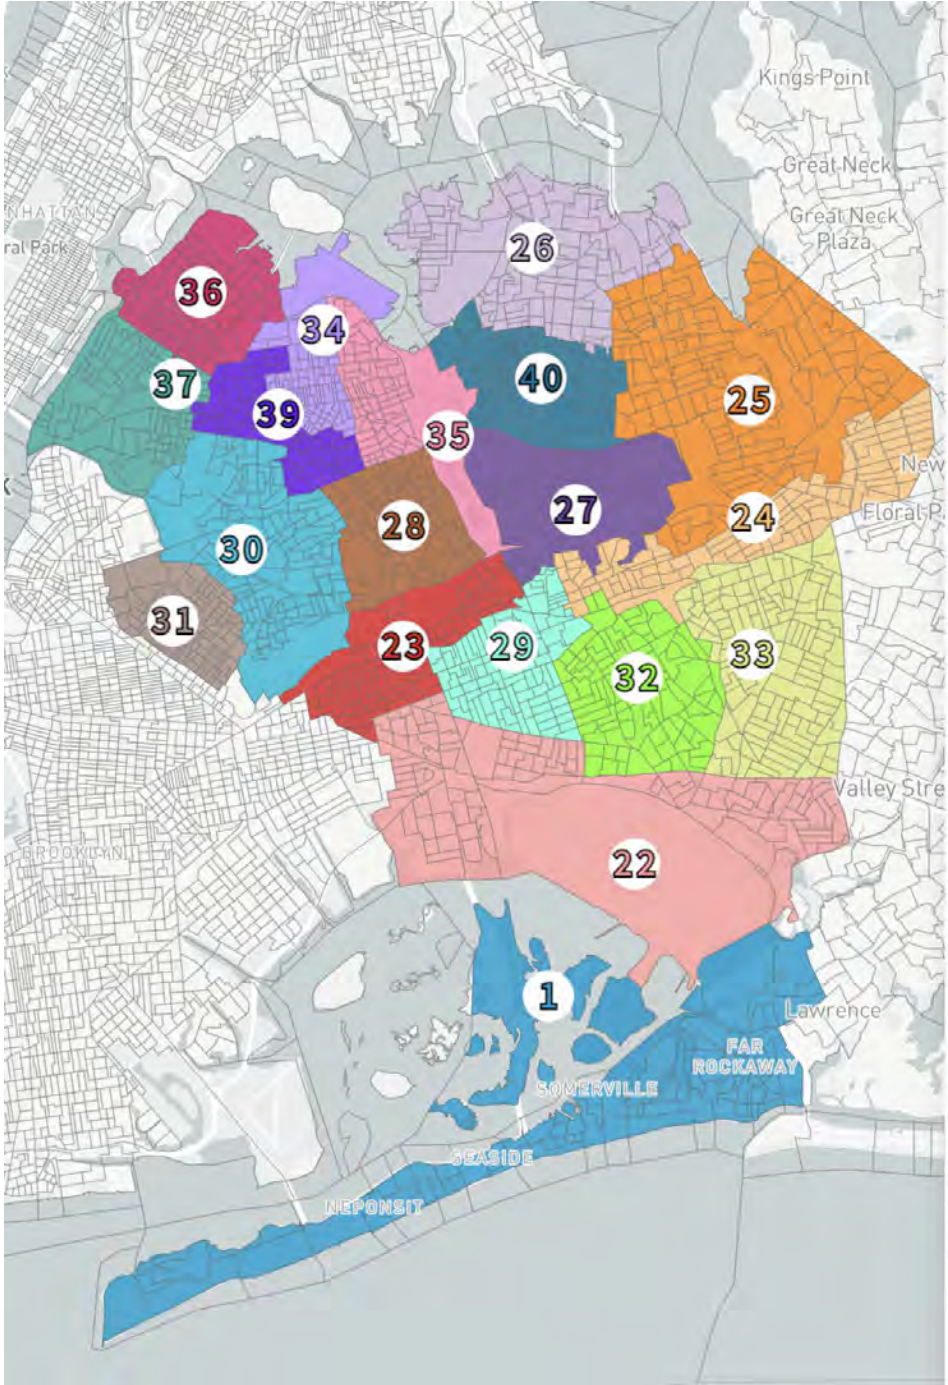 Kings Point
Great Neck
NHATTAN
Great Neck
Plaza
ral Park
26
36
34
37
40
25
39
35
New
27
24
Floral P
28
30
31
23
29
33
32
Valley Stre
BROOKLYN
22
1
Lawrence
FAR
ROCKAWAY
SOMERVILLE
SEASIDE
NEPONSIT